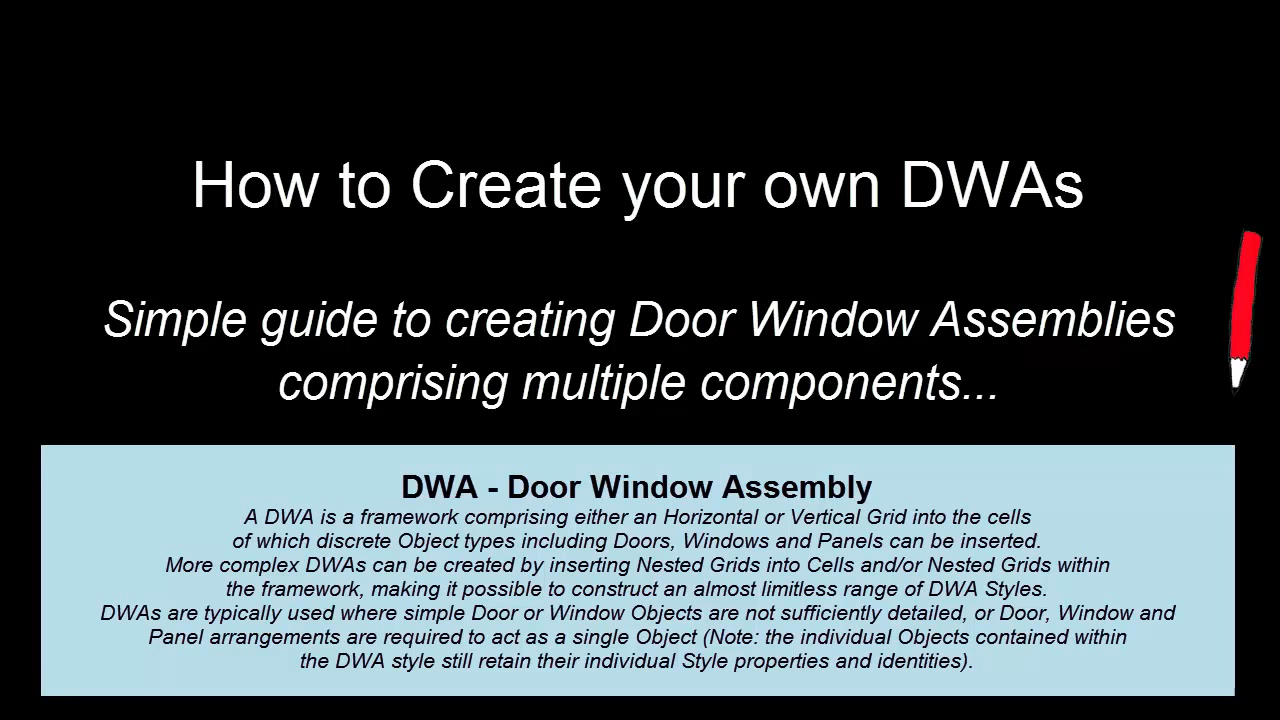 How to Create your own DWAs
Simple guide to creating Door Window Assemblies
comprising multiple components...
DWA - Door Window Assembly
A DWA is a framework comprising either an Horizontal or Vertical Grid into the cells
of which discrete Object types including Doors, Windows and Panels can be inserted.
More complex DWAs can be created by inserting Nested Grids into Cells and/or Nested Grids within
the framework, making it possible to construct an almost limitless range of DWA Styles.
DWAs are typically used where simple Door or Window Objects are not sufficiently detailed, or Door, Window and
Panel arrangements are required to act as a single Object (Note: the individual Objects contained within
the DWA style still retain their individual Style properties and identities).